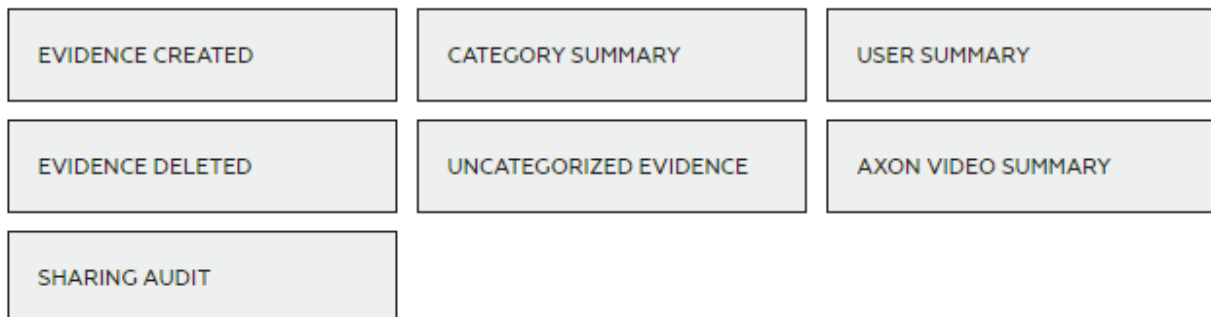 EVIDENCE CREATED
CATEGORY SUMMARY
USER SUMMARY
EVIDENCE DELETED
UNCATEGORIZED EVIDENCE
AXON VIDEO SUMMARY
SHARING AUDIT